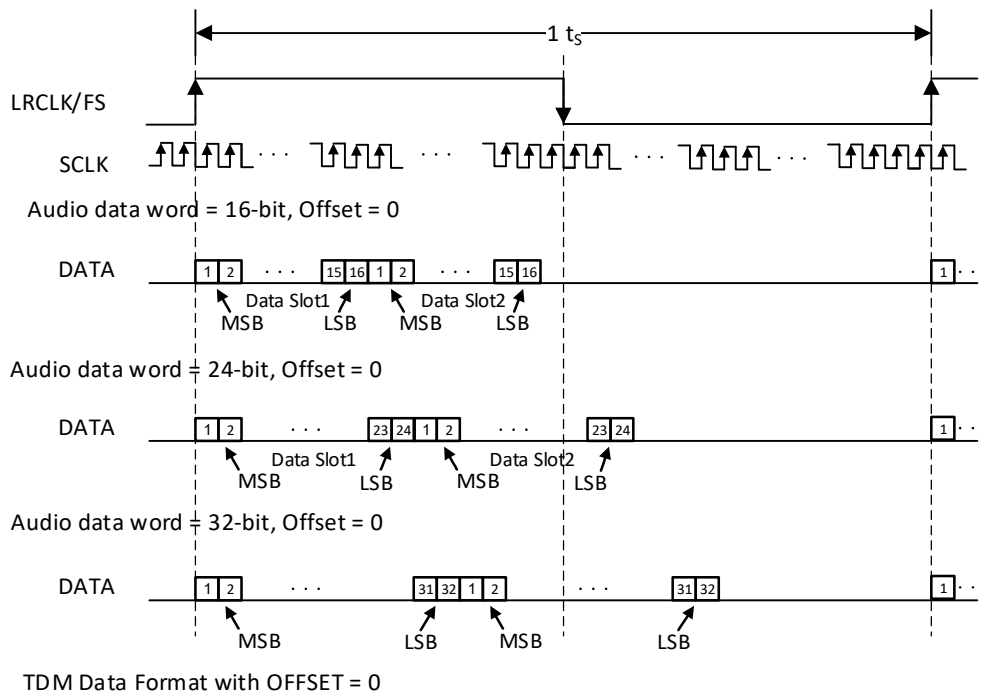 1 tS
LRCLK/FS
SCLK
· · ·
· · ·
· · ·
· · ·
Audio data word = 16-bit, Offset = 0
DATA
1 2 · · · 15 16 1 2 · · · 15 16 1 · ·
Data Slot1 Data Slot2
MSB LSB MSB LSB
Audio data word = 24-bit, Offset = 0
DATA
1 2 · · · 23 24 1 2 · · · 23 24 1 · ·
Data Slot1 Data Slot2
MSB LSB MSB LSB
Audio data word = 32-bit, Offset = 0
DATA
1 2 · · · 31 32 1 2 · · · 31 32 1 · ·
MSB LSB MSB LSB
TDM Data Format with OFFSET = 0